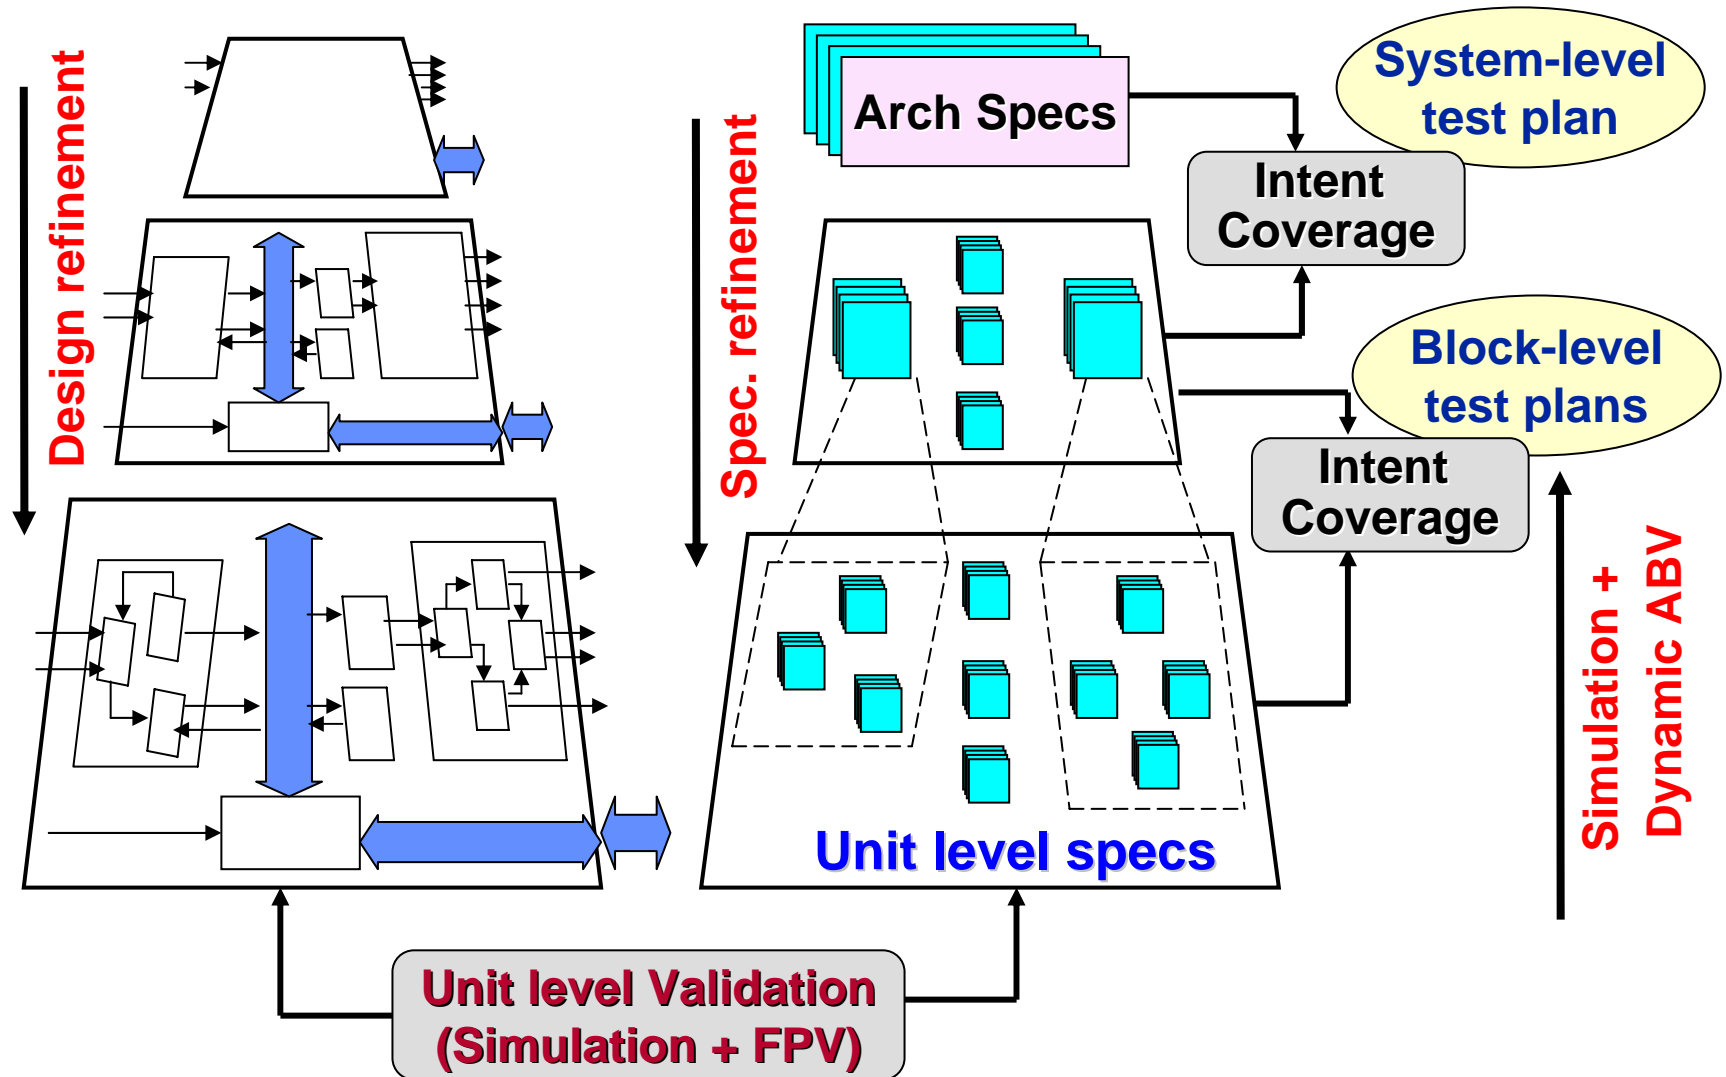 Design refinement
Spec. refinement
Arch Specs
System-level
test plan
Intent
Coverage
Block-level
test plans
Intent
Coverage
Simulation +
Dynamic ABV
Unit level specs
Unit level Validation
(Simulation + FPV)